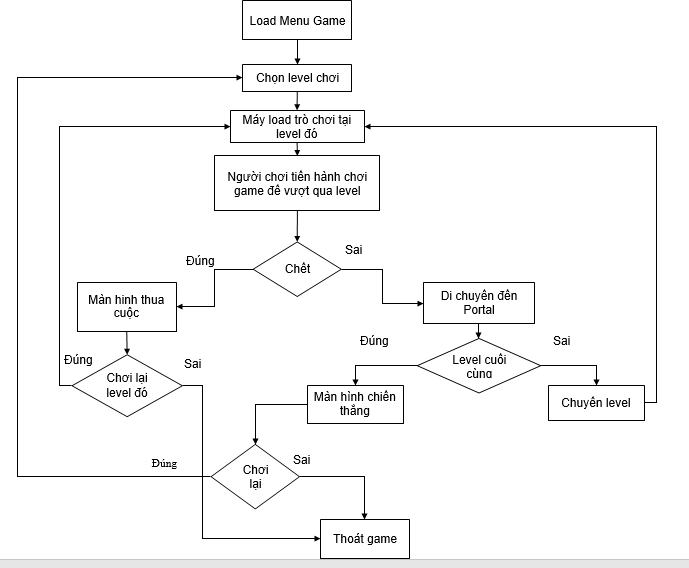 Load Menu Game
Chọn level chơi
Máy load trò chơi tại
level đó
Người chơi tiến hành chơi
game để vượt qua level
Chết
Đúng
Sai
Màn hình thua
cuộc
Di chuyển đến
Portal
Chơi lại
level đó
Đúng
Sai
Level cuối
cùng
Đúng
Sai
Màn hình chiến
thắng
Chuyển level
Chơi
lại
Đúng
Sai
Thoát game